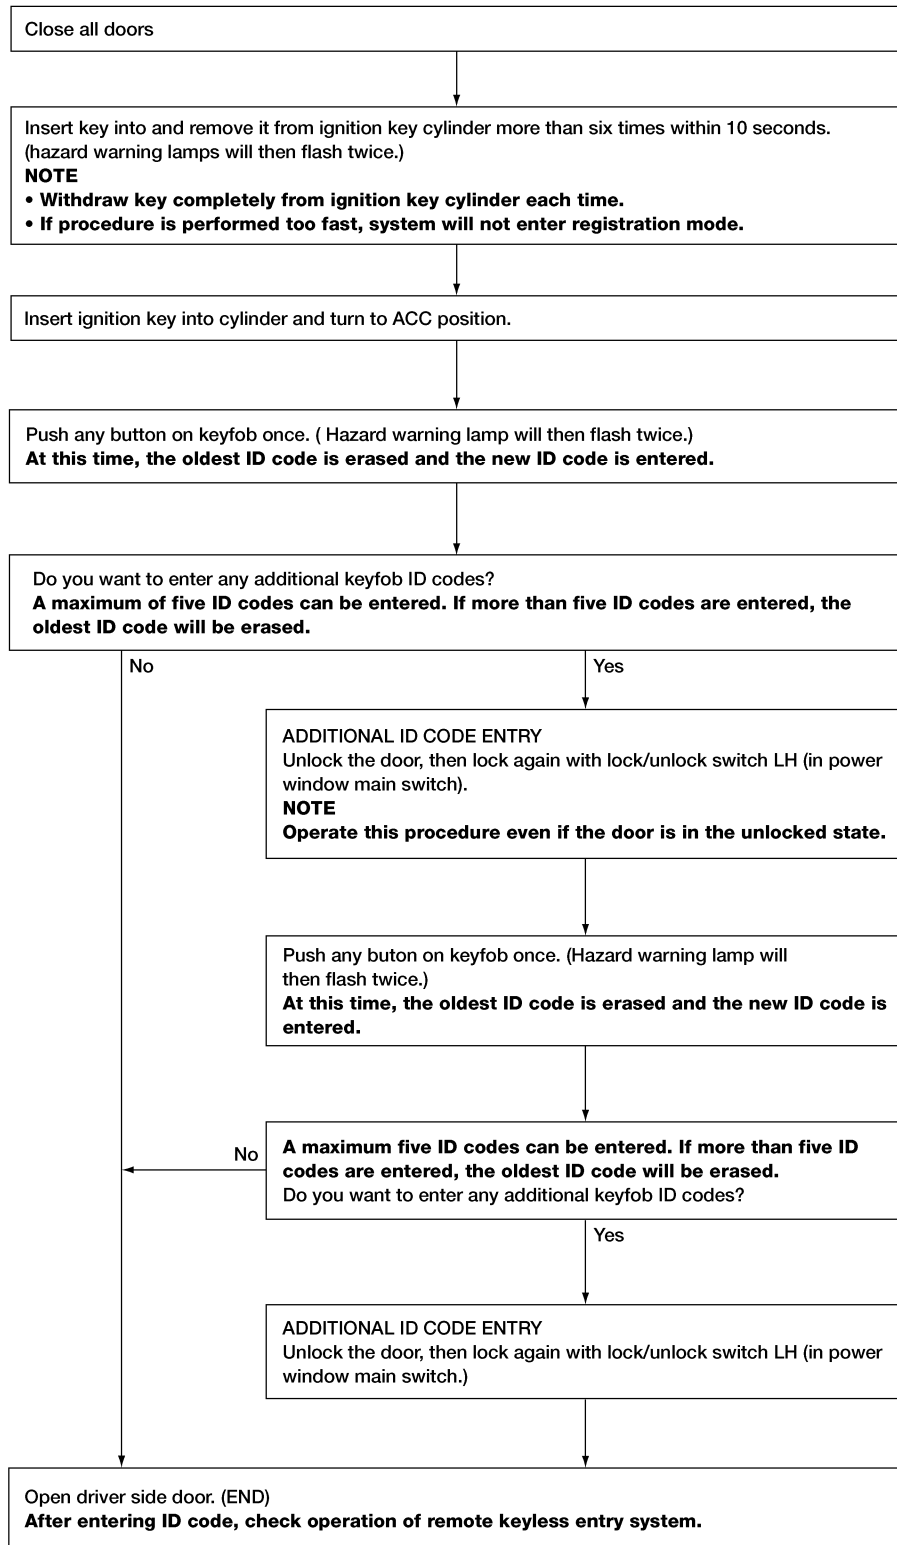 Close all doors
Insert key into and remove it from ignition key cylinder more than six times within 10 seconds.
(hazard warning lamps will then flash twice.)
NOTE
• Withdraw key completely from ignition key cylinder each time.
• If procedure is performed too fast, system will not enter registration mode.
Insert ignition key into cylinder and turn to ACC position.
Push any button on keyfob once. ( Hazard warning lamp will then flash twice.)
At this time, the oldest ID code is erased and the new ID code is entered.
Do you want to enter any additional keyfob ID codes?
A maximum of five ID codes can be entered. If more than five ID codes are entered, the
oldest ID code will be erased.
No
Yes
ADDITIONAL ID CODE ENTRY
Unlock the door, then lock again with lock/unlock switch LH (in power
window main switch).
NOTE
Operate this procedure even if the door is in the unlocked state.
Push any buton on keyfob once. (Hazard warning lamp will
then flash twice.)
At this time, the oldest ID code is erased and the new ID code is
entered.
No
A maximum five ID codes can be entered. If more than five ID
codes are entered, the oldest ID code will be erased.
Do you want to enter any additional keyfob ID codes?
Yes
ADDITIONAL ID CODE ENTRY
Unlock the door, then lock again with lock/unlock switch LH (in power
window main switch.)
Open driver side door. (END)
After entering ID code, check operation of remote keyless entry system.